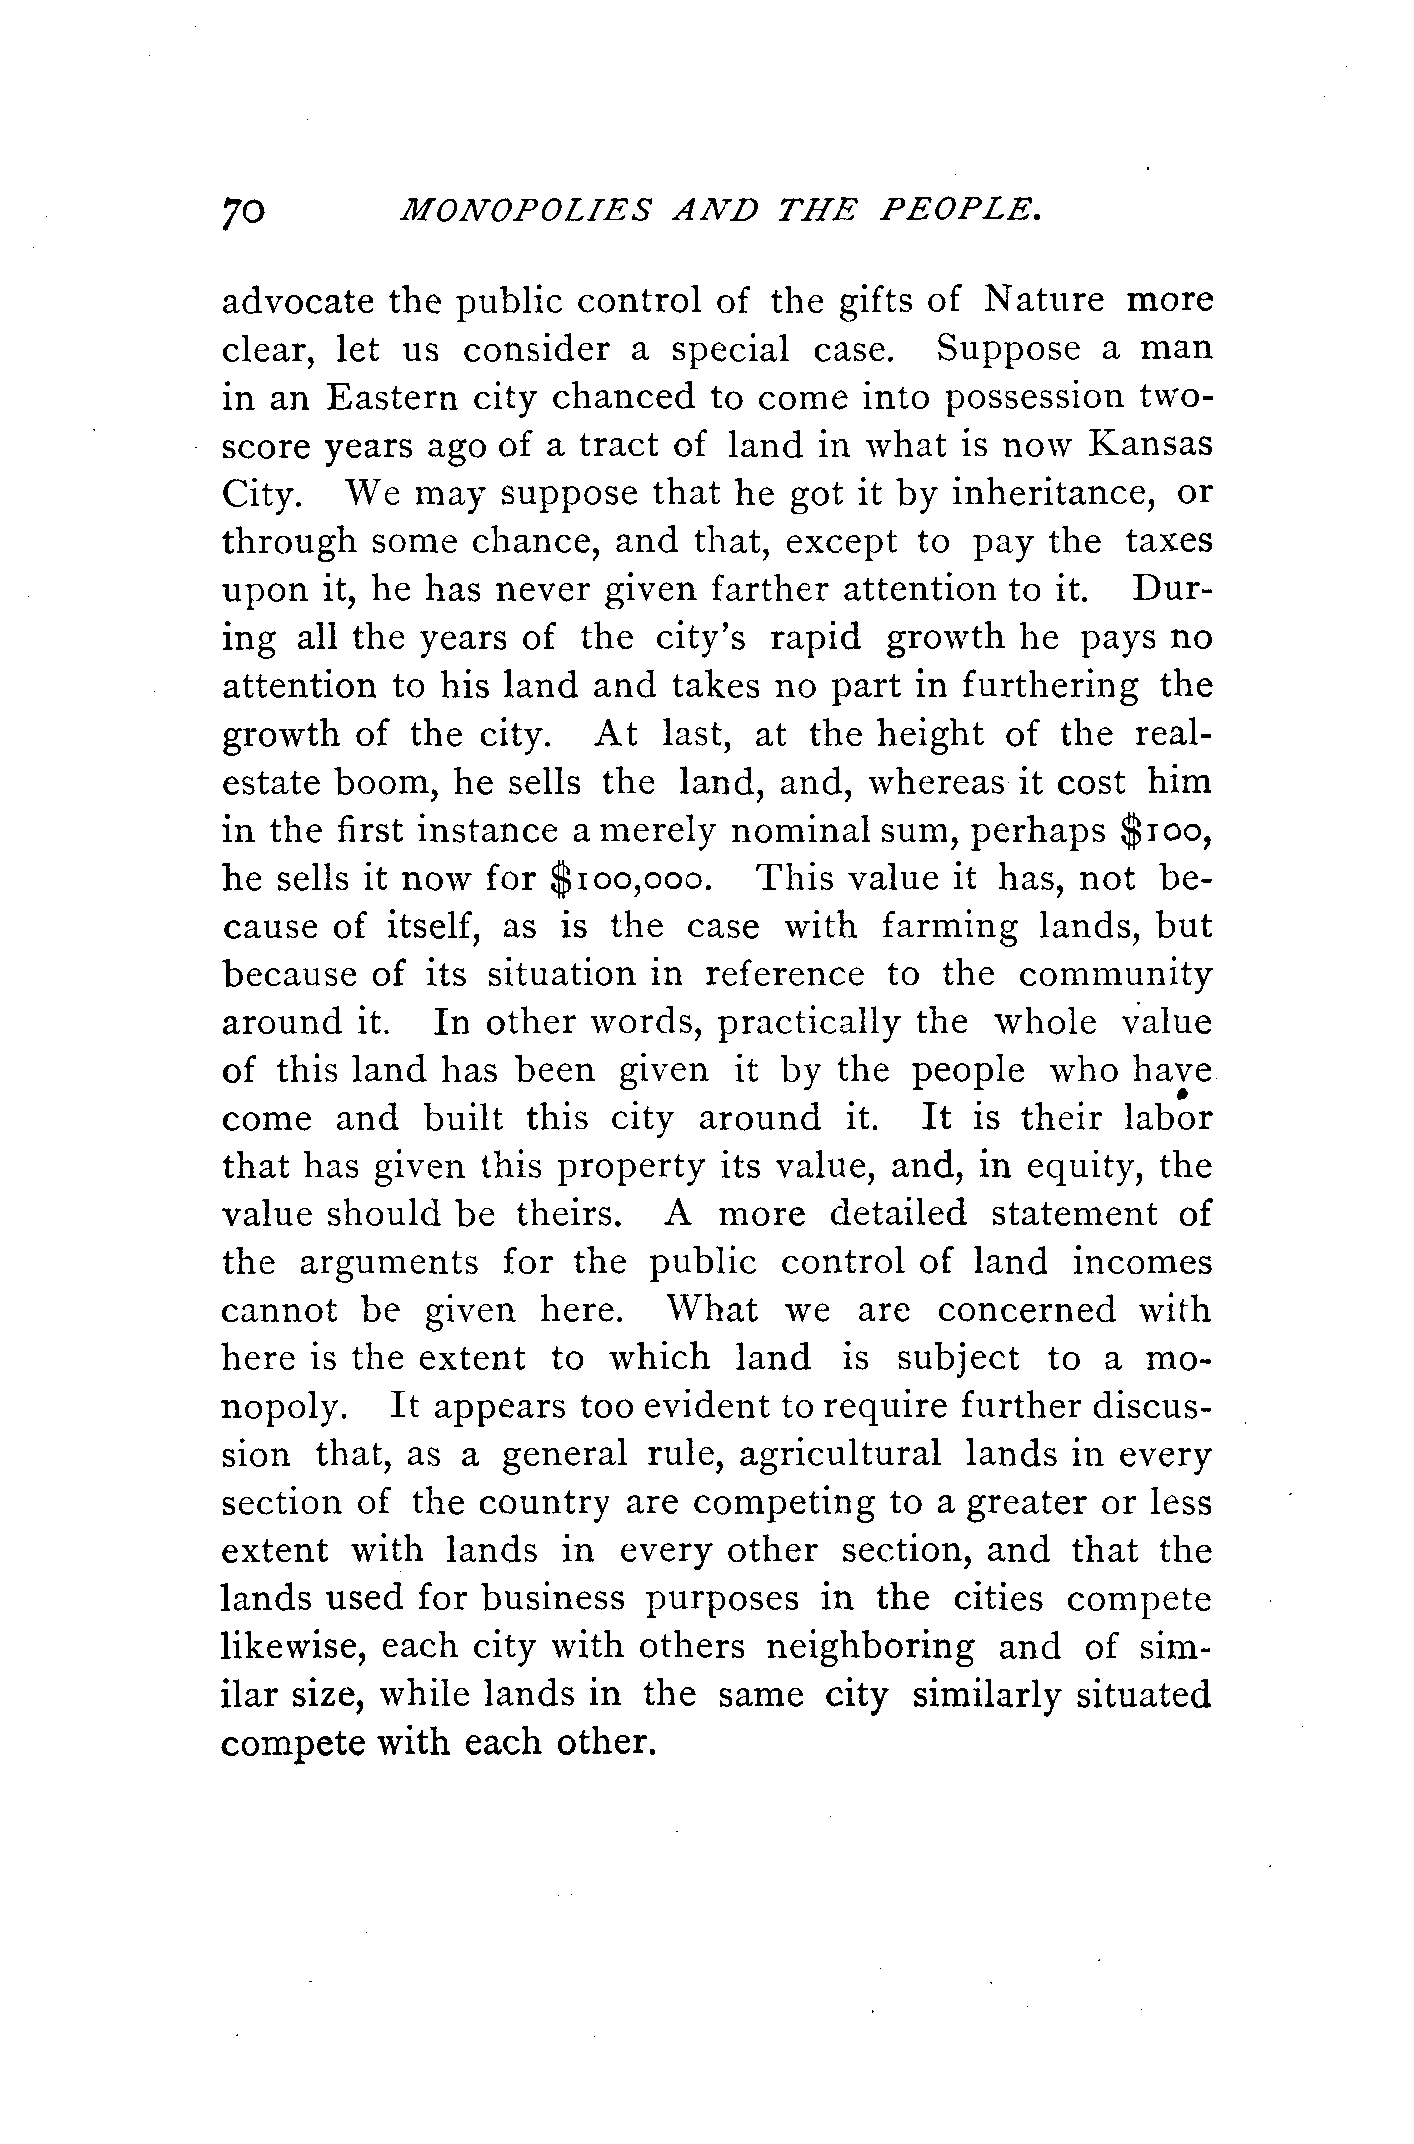 70 MONOPOLIES AND THE PEOPLE.
advocate the public control of the gifts of Nature more
clear, let us consider a special case. Suppose a man
in an Eastern city chanced to come into possession two-
score years ago of a tract of land in what is now Kansas
City. We may suppose that he got it by inheritance, or
through some chance, and that, except to pay the taxes
upon it, he has never given farther attention to it. Dur-
ing all the years of the city's rapid growth he pays no
attention to his land and takes no part in furthering the
growth of the city. At last, at the height of the real-
estate boom, he sells the land, and, whereas it cost him
in the first instance a merely nominal sum, perhaps $100,
he sells it now for $100,000. This value it has, not be-
cause of itself, as is the case with farming lands, but
because of its situation in reference to the community
around it. In other words, practically the whole value
of this land has been given it by the people who have
come and built this city around it. It is their labor
that has given this property its value, and, in equity, the
value should be theirs. A more detailed statement of
the arguments for the public control of land incomes
cannot be given here. What we are concerned with
here is the extent to which land is subject to a mo-
nopoly. It appears too evident to require further discus-
sion that, as a general rule, agricultural lands in every
section of the country are competing to a greater or less
extent with lands in every other section, and that the
lands used for business purposes in the cities compete
likewise, each city with others neighboring and of sim-
ilar size, while lands in the same city similarly situated
compete with each other.